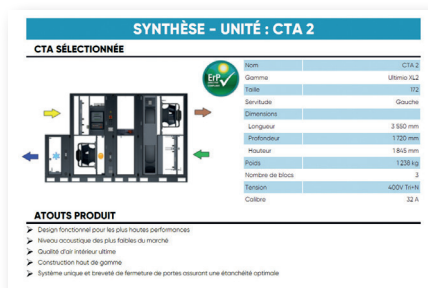 SYNTHÈSE - UNITÉ : CTA 2
CTA SÉLECTIONNÉE
ErP
Nom CTA 2
Gamme Ultimio XL2
Taille 172
Servitude Gauche
Dimensions
Longueur 3 550 mm
Profondeur 1 720 mm
Hauteur 1 845 mm
Poids 1 238 kg
Nombre de blocs 3
Tension 400V Tri+N
Calibre 32 A
ATOUTS PRODUIT
Design fonctionnel pour les plus hautes performances
Niveau acoustique des plus faibles du marché
Qualité d'air intérieur ultime
Construction haut de gamme
Système unique et breveté de fermeture de portes assurant une étanchéité optimale